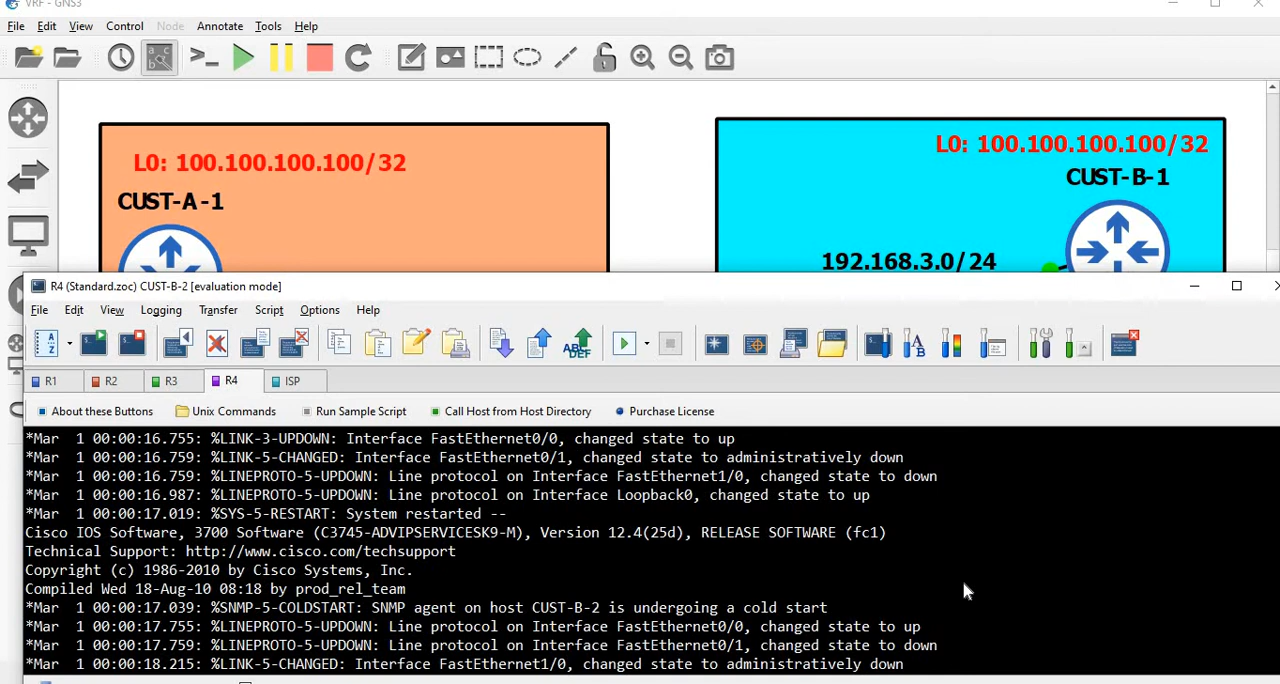 VRF - GNS3
File Edit View Control Node Annotate Tools Help
L0: 100.100.100.100/32
CUST-A-1
L0: 100.100.100.100/32
CUST-B-1
192.168.3.0/24
R4 (Standard.zoc) CUST-B-2 [evaluation mode]
File Edit View Logging Transfer Script Options Help
R1 R2 R3 R4 ISP
About these Buttons Unix Commands Run Sample Script Call Host from Host Directory Purchase License
*Mar  1 00:00:16.755: %LINK-3-UPDOWN: Interface FastEthernet0/0, changed state to up
*Mar  1 00:00:16.759: %LINK-5-CHANGED: Interface FastEthernet0/1, changed state to administratively down
*Mar  1 00:00:16.759: %LINEPROTO-5-UPDOWN: Line protocol on Interface FastEthernet1/0, changed state to down
*Mar  1 00:00:16.987: %LINEPROTO-5-UPDOWN: Line protocol on Interface Loopback0, changed state to up
*Mar  1 00:00:17.019: %SYS-5-RESTART: System restarted --
Cisco IOS Software, 3700 Software (C3745-ADVIPSERVICESK9-M), Version 12.4(25d), RELEASE SOFTWARE (fc1)
Technical Support: http://www.cisco.com/techsupport
Copyright (c) 1986-2010 by Cisco Systems, Inc.
Compiled Wed 18-Aug-10 08:18 by prod_rel_team
*Mar  1 00:00:17.039: %SNMP-5-COLDSTART: SNMP agent on host CUST-B-2 is undergoing a cold start
*Mar  1 00:00:17.755: %LINEPROTO-5-UPDOWN: Line protocol on Interface FastEthernet0/0, changed state to up
*Mar  1 00:00:17.759: %LINEPROTO-5-UPDOWN: Line protocol on Interface FastEthernet0/1, changed state to down
*Mar  1 00:00:18.215: %LINK-5-CHANGED: Interface FastEthernet1/0, changed state to administratively down